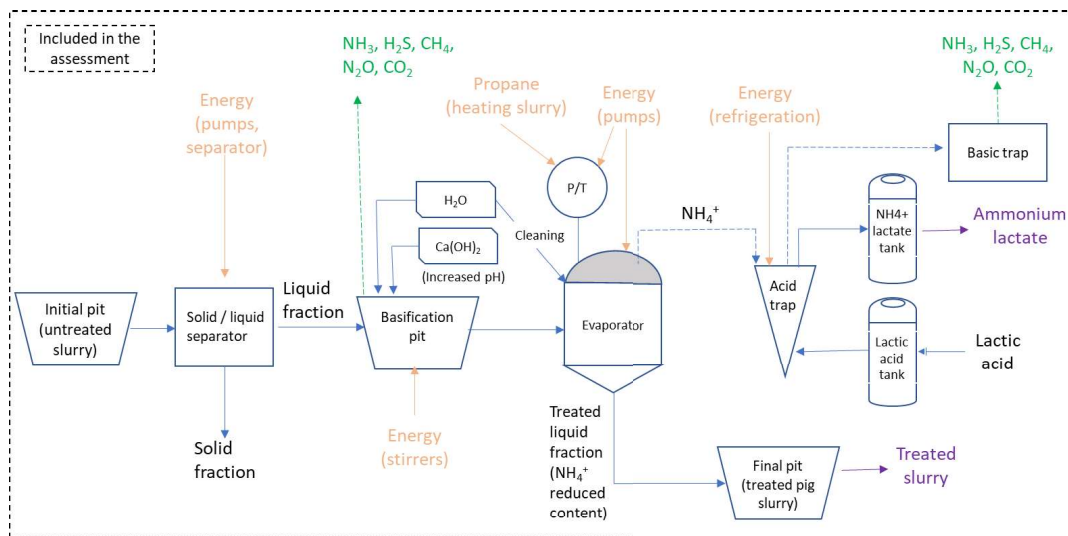 Included in the
assessment
NH₃, H₂S, CH₄,
N₂O, CO₂
NH₃, H₂S, CH₄,
N₂O, CO₂
Energy
(pumps,
separator)
Propane
(heating slurry)
Energy
(pumps)
Energy
(refrigeration)
Basic trap
P/T
H₂O
Cleaning
Ca(OH)₂
(Increased pH)
NH₄⁺
NH4+
lactate
tank
Ammonium
lactate
Initial pit
(untreated
slurry)
Solid / liquid
separator
Liquid
fraction
Basification
pit
Evaporator
Acid
trap
Lactic
acid
tank
Lactic
acid
Solid
fraction
Energy
(stirrers)
Treated
liquid
fraction
(NH₄⁺
reduced
content)
Final pit
(treated pig
slurry)
Treated
slurry